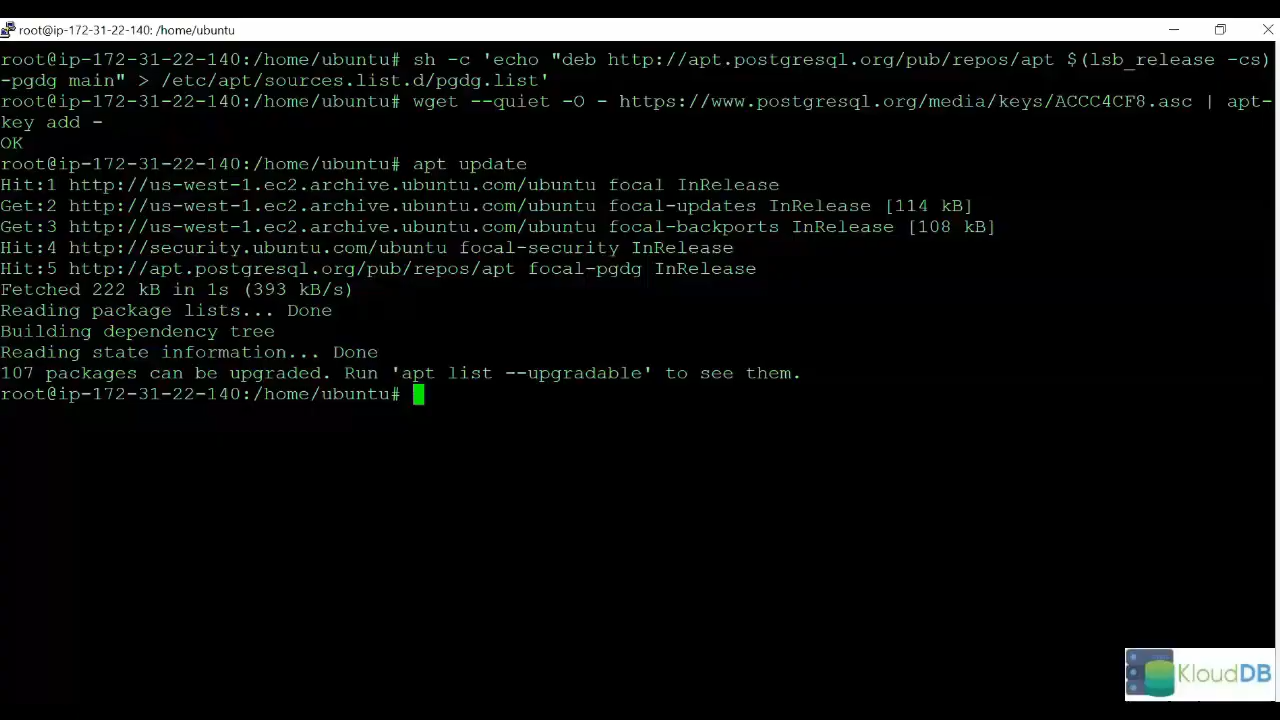 root@ip-172-31-22-140: /home/ubuntu
root@ip-172-31-22-140:/home/ubuntu# sh -c 'echo "deb http://apt.postgresql.org/pub/repos/apt $(lsb_release -cs)
-pgdg main" > /etc/apt/sources.list.d/pgdg.list'
root@ip-172-31-22-140:/home/ubuntu# wget --quiet -O - https://www.postgresql.org/media/keys/ACCC4CF8.asc | apt-
key add -
OK
root@ip-172-31-22-140:/home/ubuntu# apt update
Hit:1 http://us-west-1.ec2.archive.ubuntu.com/ubuntu focal InRelease
Get:2 http://us-west-1.ec2.archive.ubuntu.com/ubuntu focal-updates InRelease [114 kB]
Get:3 http://us-west-1.ec2.archive.ubuntu.com/ubuntu focal-backports InRelease [108 kB]
Hit:4 http://security.ubuntu.com/ubuntu focal-security InRelease
Hit:5 http://apt.postgresql.org/pub/repos/apt focal-pgdg InRelease
Fetched 222 kB in 1s (393 kB/s)
Reading package lists... Done
Building dependency tree
Reading state information... Done
107 packages can be upgraded. Run 'apt list --upgradable' to see them.
root@ip-172-31-22-140:/home/ubuntu#
KloudDB